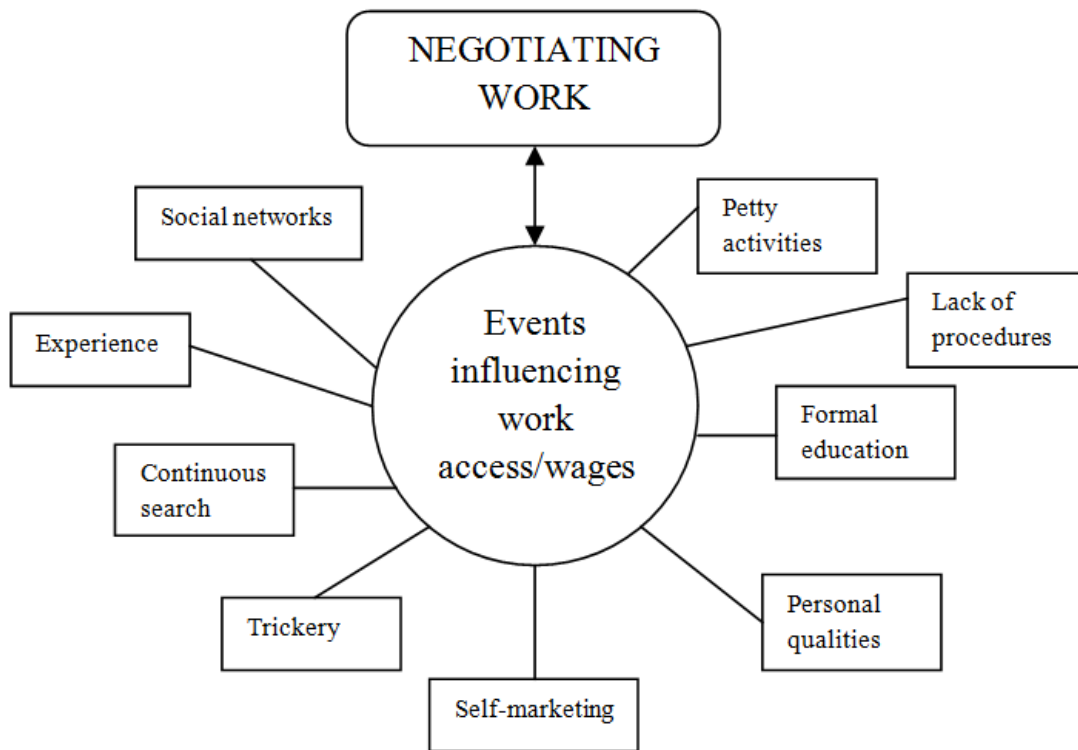 NEGOTIATING
WORK
Social networks
Petty
activities
Lack of
procedures
Experience
Events
influencing
work
access/wages
Formal
education
Continuous
search
Personal
qualities
Trickery
Self-marketing